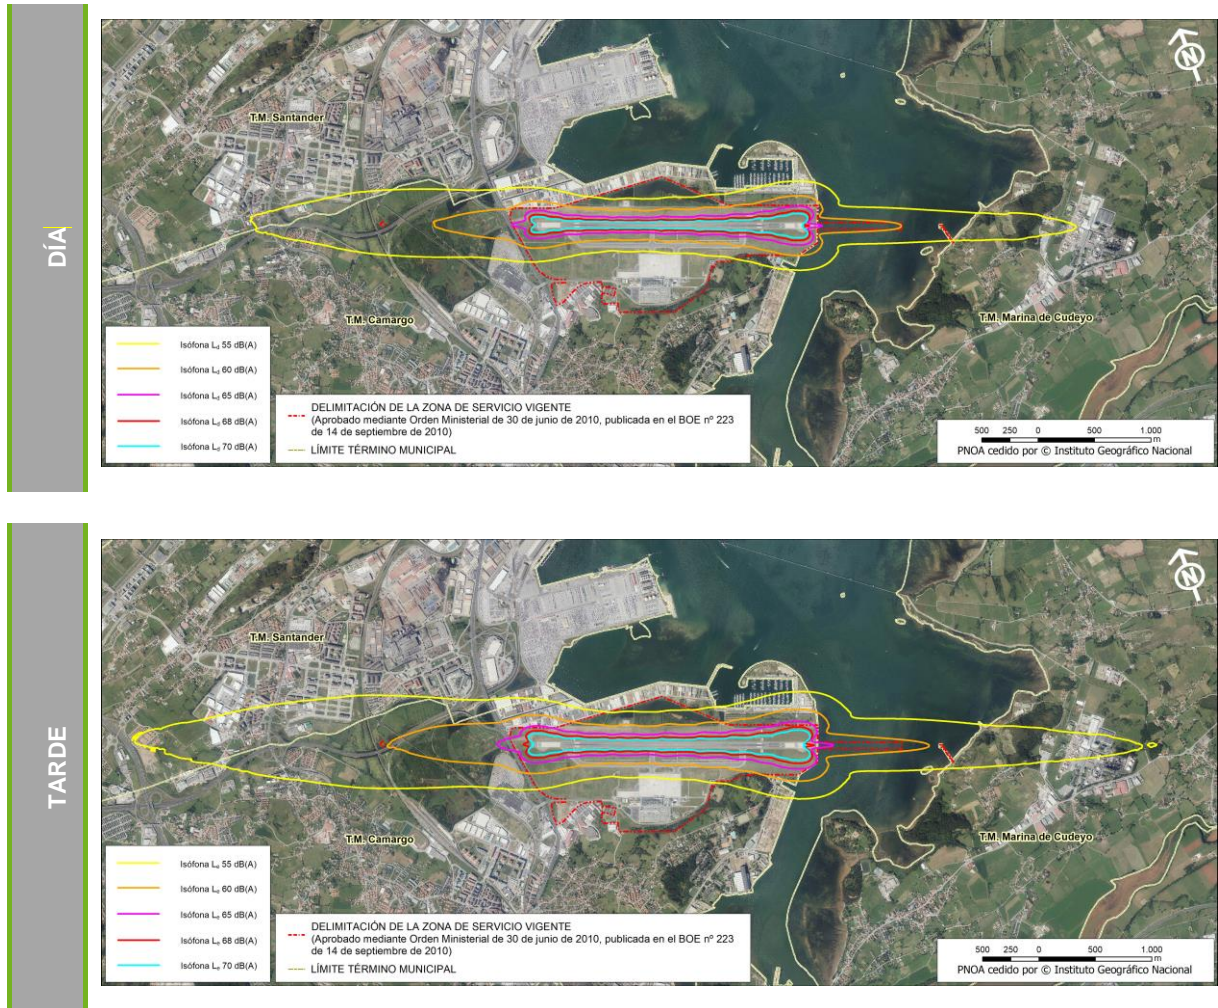 DÍA
N
T.M. Santander
T.M. Camargo
T.M. Marina de Cudeyo
Isófona Ld 55 dB(A)
Isófona Ld 60 dB(A)
Isófona Ld 65 dB(A)
Isófona Ld 68 dB(A)
Isófona Ld 70 dB(A)
DELIMITACIÓN DE LA ZONA DE SERVICIO VIGENTE
(Aprobado mediante Orden Ministerial de 30 de junio de 2010, publicada en el BOE nº 223
de 14 de septiembre de 2010)
LÍMITE TÉRMINO MUNICIPAL
500 250 0 500 1.000
m
PNOA cedido por © Instituto Geográfico Nacional
TARDE
N
T.M. Santander
T.M. Camargo
T.M. Marina de Cudeyo
Isófona Le 55 dB(A)
Isófona Le 60 dB(A)
Isófona Le 65 dB(A)
Isófona Le 68 dB(A)
Isófona Le 70 dB(A)
DELIMITACIÓN DE LA ZONA DE SERVICIO VIGENTE
(Aprobado mediante Orden Ministerial de 30 de junio de 2010, publicada en el BOE nº 223
de 14 de septiembre de 2010)
LÍMITE TÉRMINO MUNICIPAL
500 250 0 500 1.000
m
PNOA cedido por © Instituto Geográfico Nacional